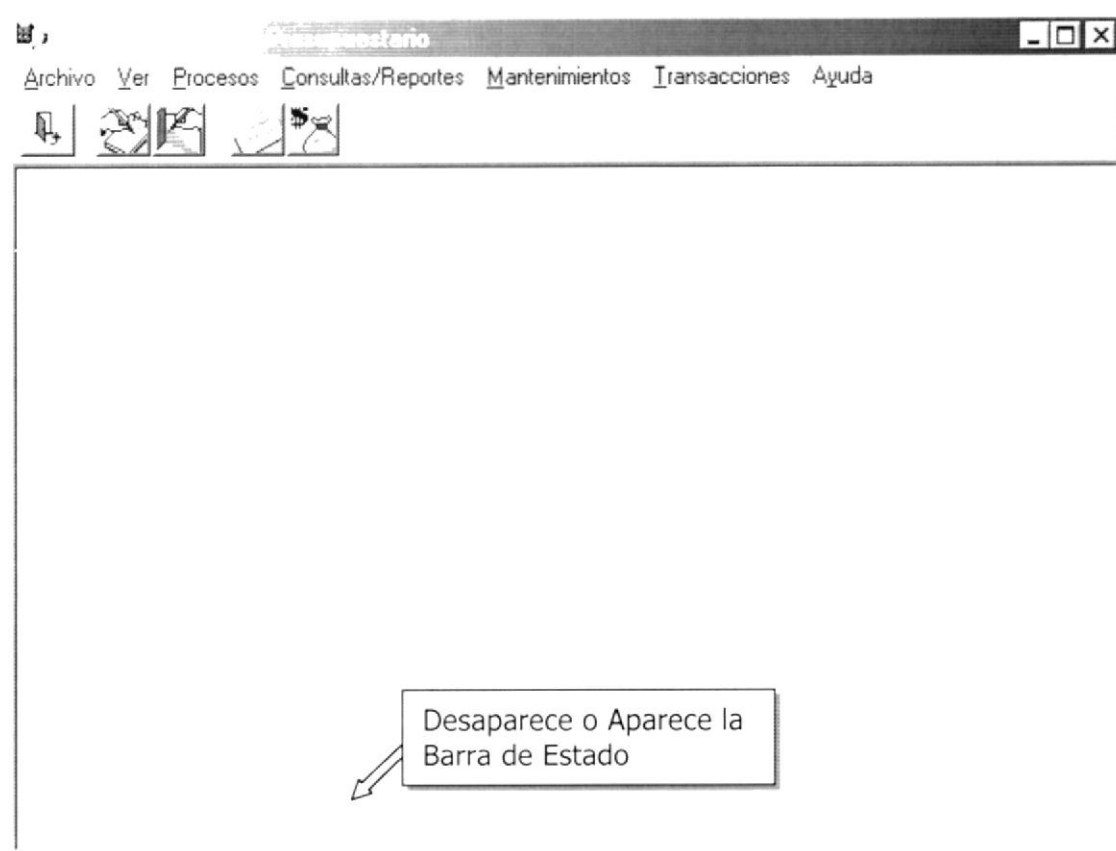 Archivo Ver Procesos Consultas/Reportes Mantenimientos Transacciones Ayuda
$
Desaparece o Aparece la
Barra de Estado